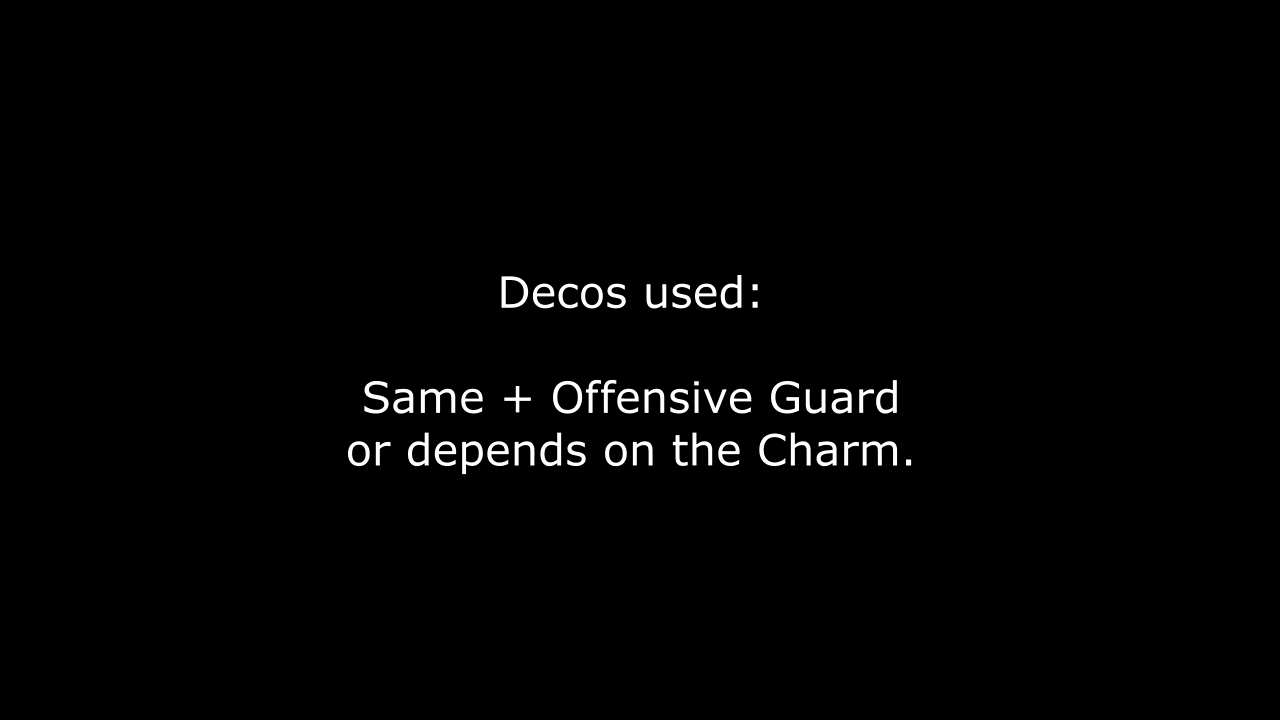 Decos used:
Same + Offensive Guard
or depends on the Charm.